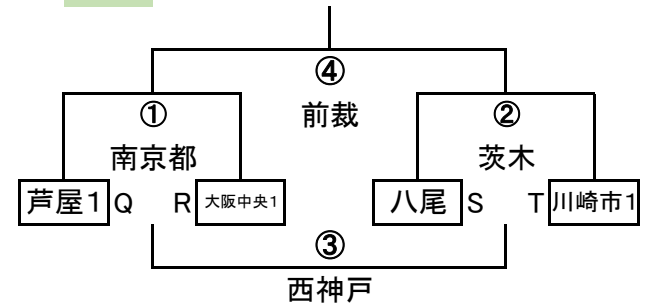 ④
前裁
① ②
南京都 茨木
芦屋1 Q R 大阪中央1 八尾 S T 川崎市1
③
西神戸